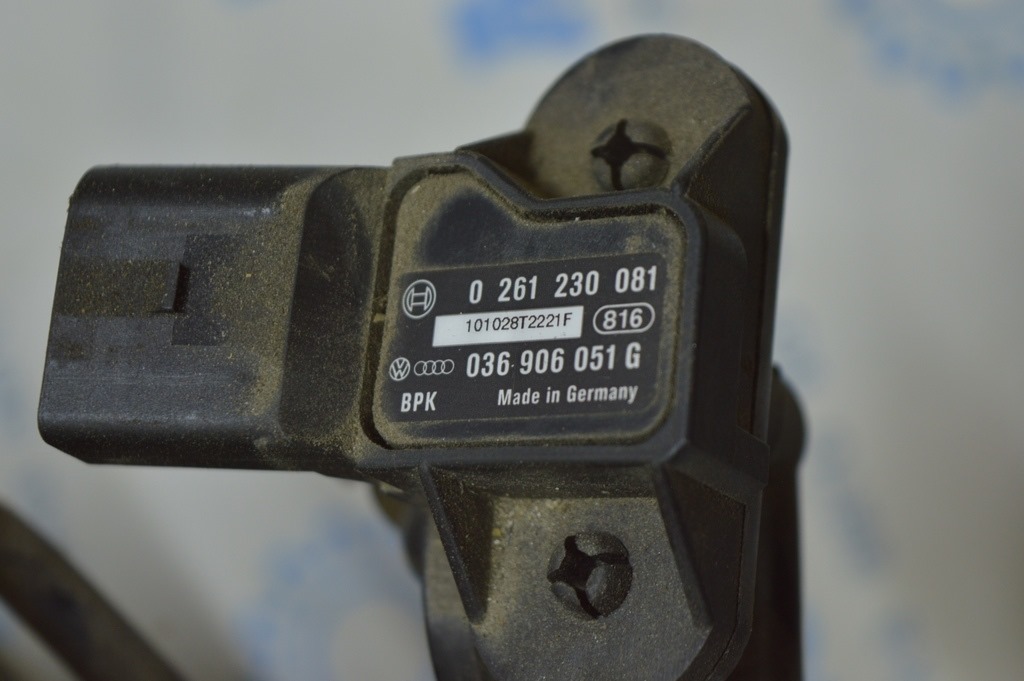 0 261 230 081
101028T2221F 816
036 906 051 G
BPK Made in Germany